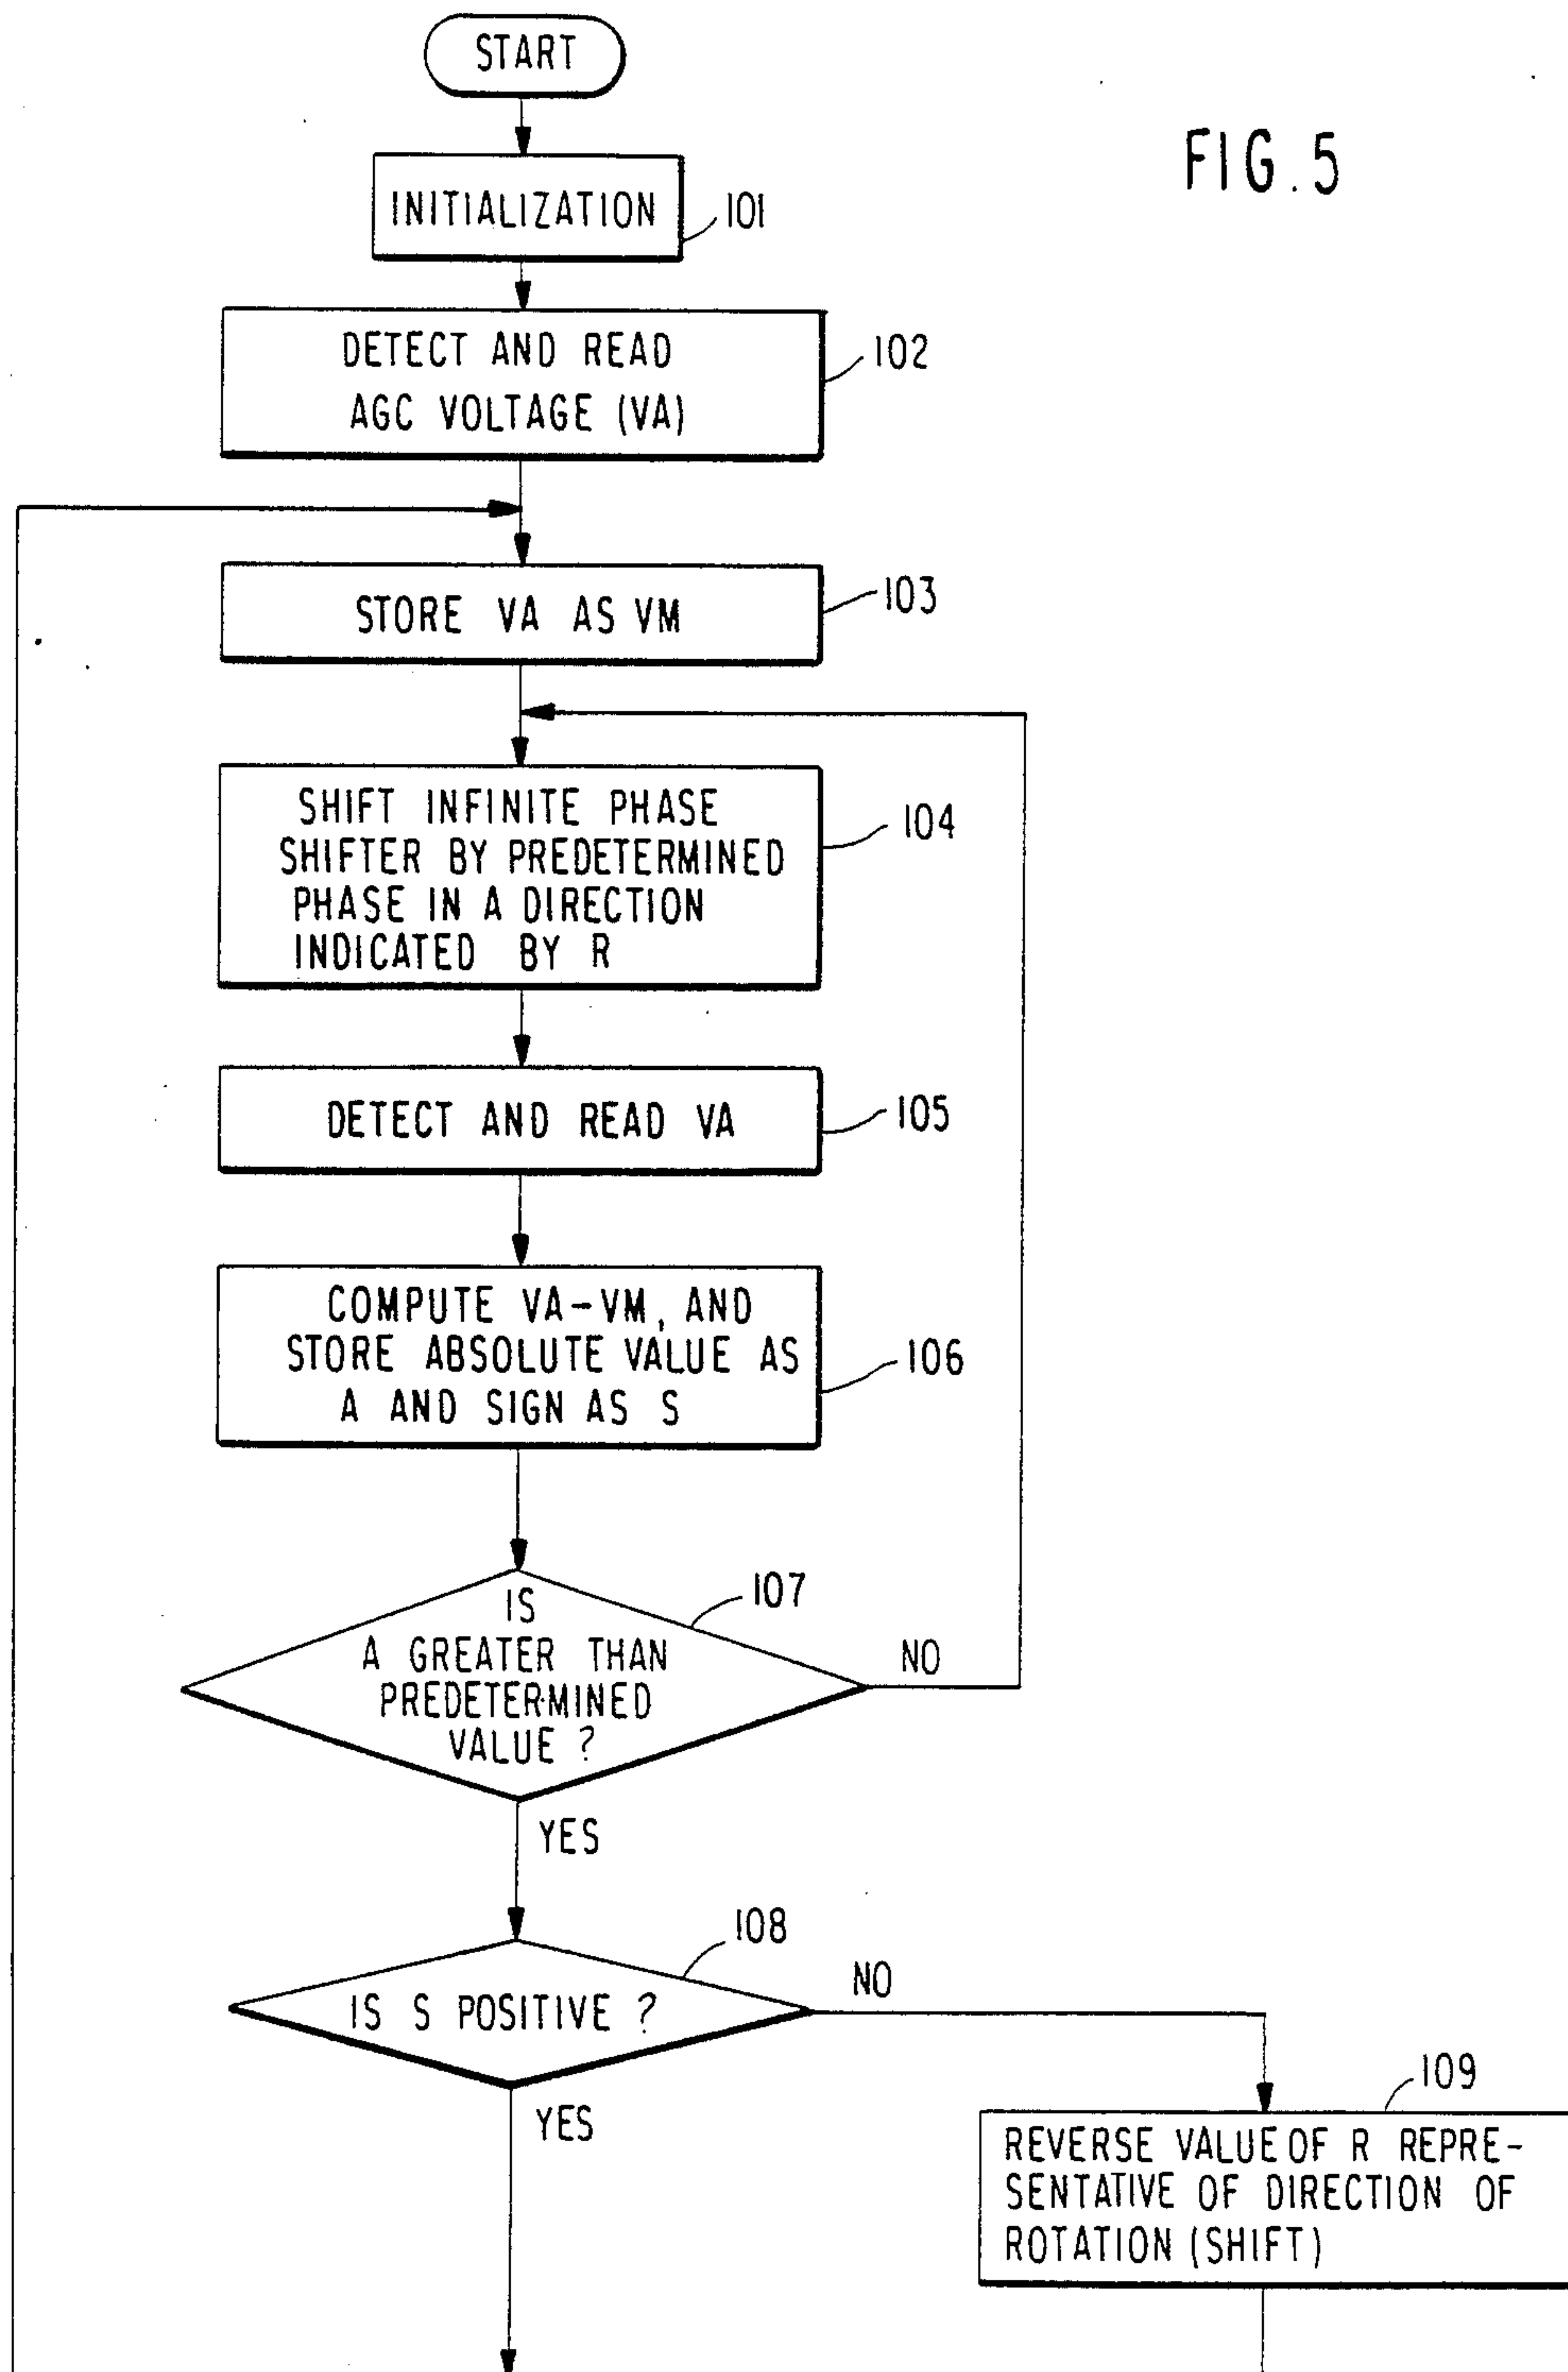 START
FIG. 5
INITIALIZATION
101
DETECT AND READ
AGC VOLTAGE (VA)
102
STORE VA AS VM
103
SHIFT INFINITE PHASE
SHIFTER BY PREDETERMINED
PHASE IN A DIRECTION
INDICATED BY R
104
DETECT AND READ VA
105
COMPUTE VA-VM, AND
STORE ABSOLUTE VALUE AS
A AND SIGN AS S
106
IS
A GREATER THAN
PREDETERMINED
VALUE ?
107
NO
YES
IS S POSITIVE ?
108
NO
YES
109
REVERSE VALUE OF R REPRE-
SENTATIVE OF DIRECTION OF
ROTATION (SHIFT)